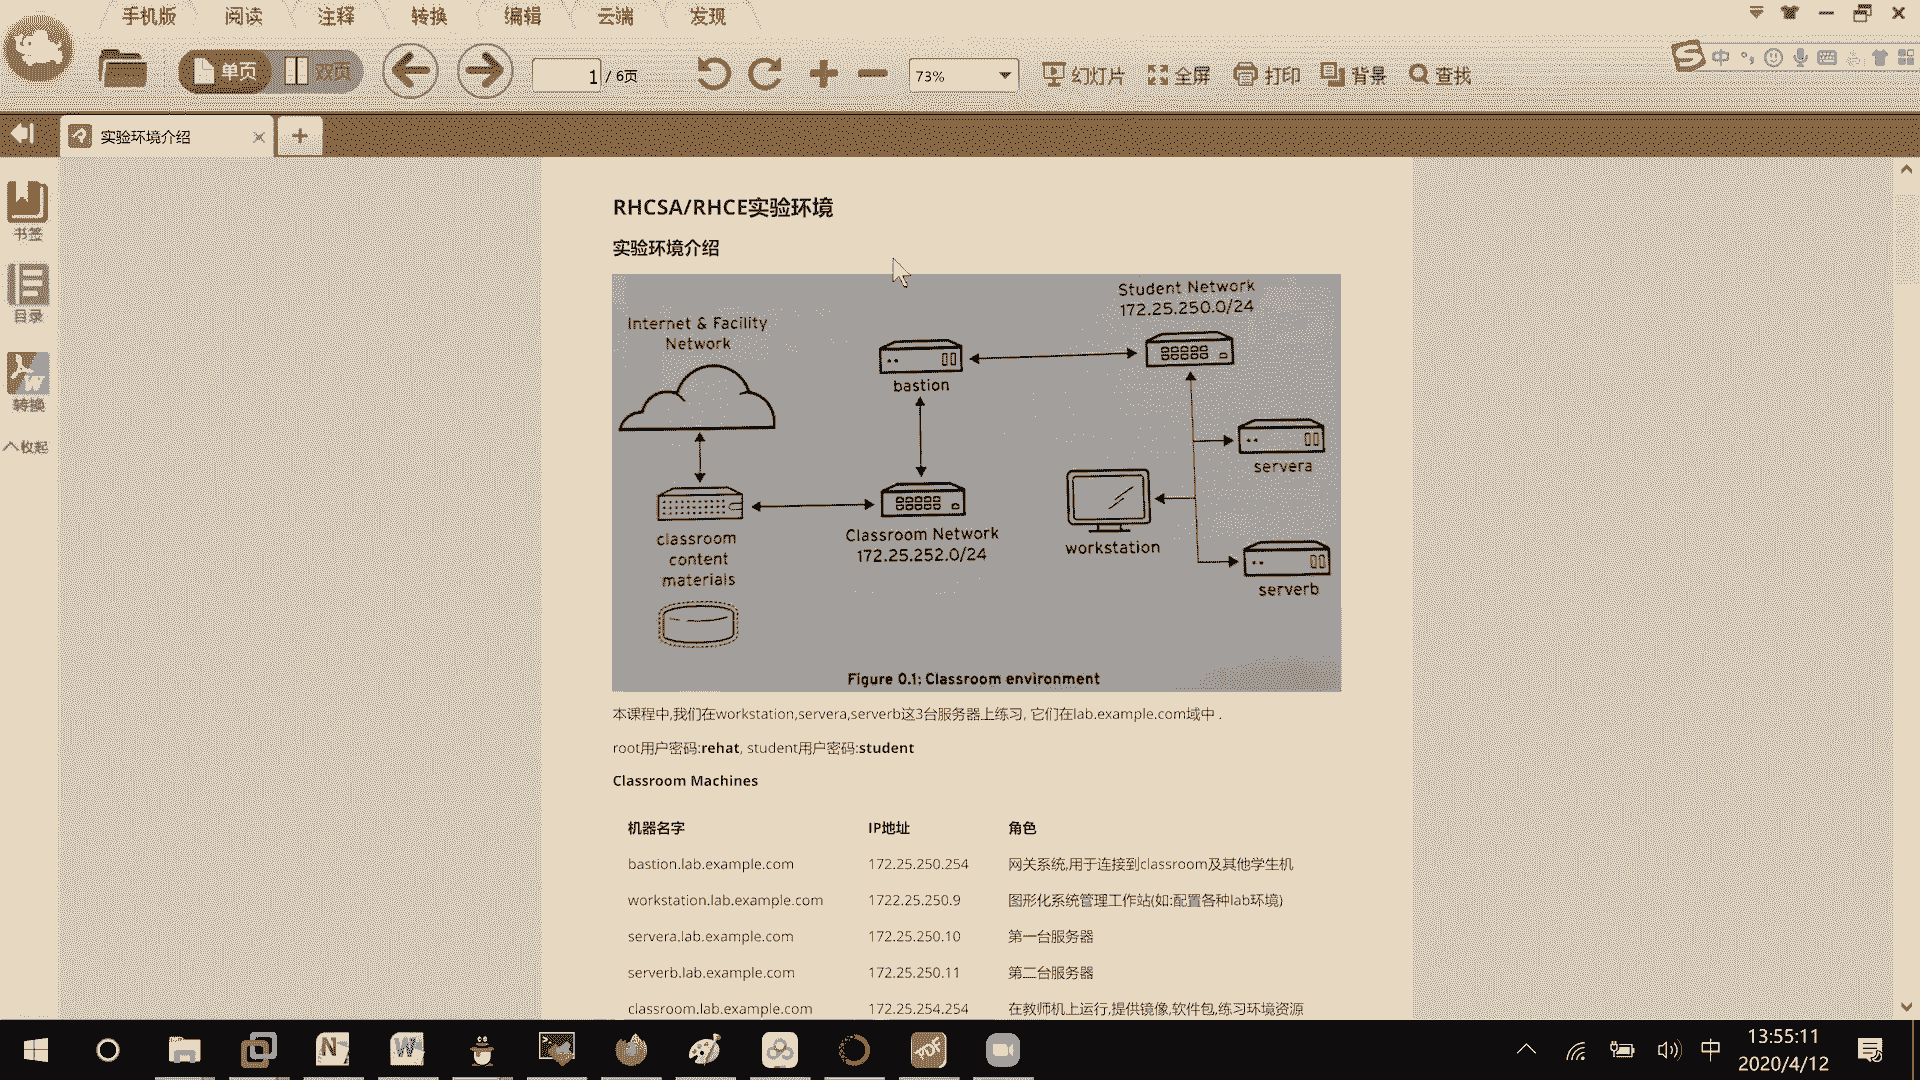 手机版 阅读 注释 转换 编辑 云端 发现
单页 双页 1 / 6页 73% 幻灯片 全屏 打印 背景 查找
中
实验环境介绍
书签
目录
转换
收起
RHCSA/RHCE实验环境
实验环境介绍
Student Network
172.25.250.0/24
Internet & Facility
Network
bastion
servera
classroom
content
materials
Classroom Network
172.25.252.0/24
workstation
serverb
Figure 0.1: Classroom environment
本课程中,我们在workstation,servera,serverb这3台服务器上练习, 它们在lab.example.com域中 .
root用户密码:rehat, student用户密码:student
Classroom Machines
机器名字 IP地址 角色
bastion.lab.example.com 172.25.250.254 网关系统,用于连接到classroom及其他学生机
workstation.lab.example.com 1722.25.250.9 图形化系统管理工作站(如:配置各种lab环境)
servera.lab.example.com 172.25.250.10 第一台服务器
serverb.lab.example.com 172.25.250.11 第二台服务器
classroom.lab.example.com 172.25.254.254 在教师机上运行,提供镜像,软件包,练习环境资源
中 13:55:11
2020/4/12